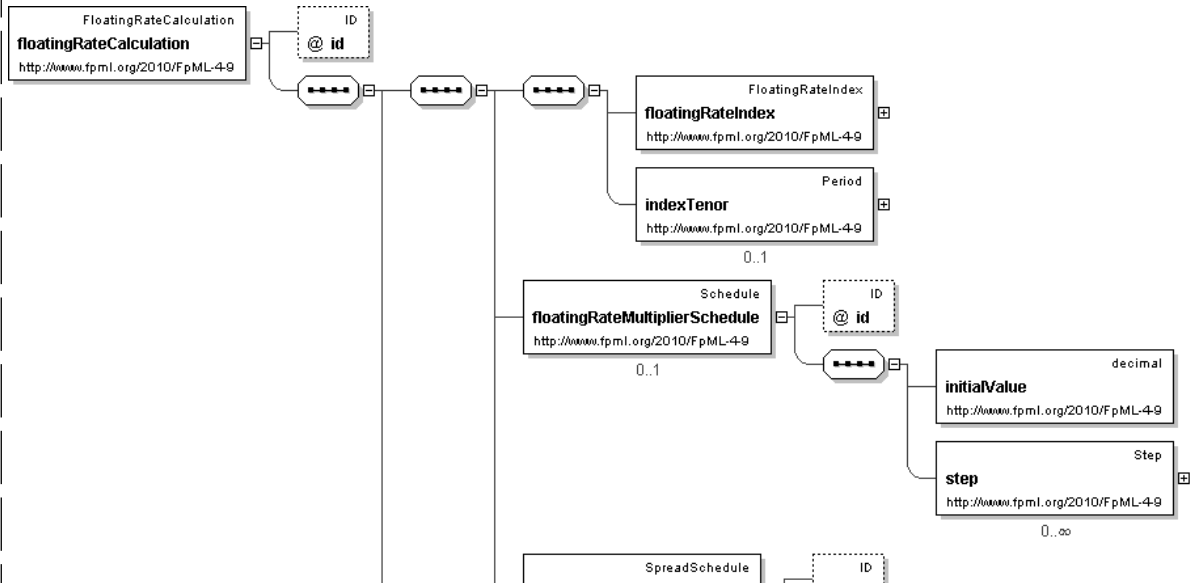 FloatingRateCalculation
floatingRateCalculation
http://www.fpml.org/2010/FpML-4-9
ID
@ id
FloatingRateIndex
floatingRateIndex
http://www.fpml.org/2010/FpML-4-9
Period
indexTenor
http://www.fpml.org/2010/FpML-4-9
0..1
Schedule
floatingRateMultiplierSchedule
http://www.fpml.org/2010/FpML-4-9
0..1
ID
@ id
decimal
initialValue
http://www.fpml.org/2010/FpML-4-9
Step
step
http://www.fpml.org/2010/FpML-4-9
0..∞
SpreadSchedule
ID